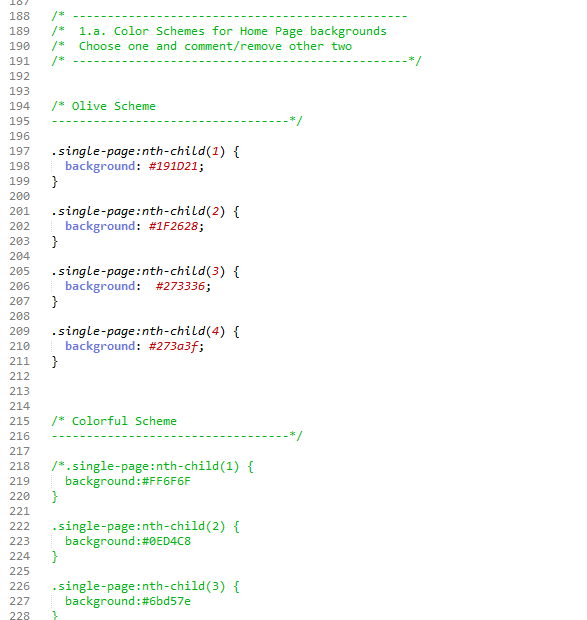 187
188 /* ------------------------------------------------
189 /*  1.a. Color Schemes for Home Page backgrounds
190 /*  Choose one and comment/remove other two
191 /* ------------------------------------------------*/
192
193
194 /* Olive Scheme
195 ----------------------------------*/
196
197 .single-page:nth-child(1) {
198   background: #191D21;
199 }
200
201 .single-page:nth-child(2) {
202   background: #1F2628;
203 }
204
205 .single-page:nth-child(3) {
206   background:  #273336;
207 }
208
209 .single-page:nth-child(4) {
210   background: #273a3f;
211 }
212
213
214
215 /* Colorful Scheme
216 ----------------------------------*/
217
218 /*.single-page:nth-child(1) {
219   background:#FF6F6F
220 }
221
222 .single-page:nth-child(2) {
223   background:#0ED4C8
224 }
225
226 .single-page:nth-child(3) {
227   background:#6bd57e
228 }